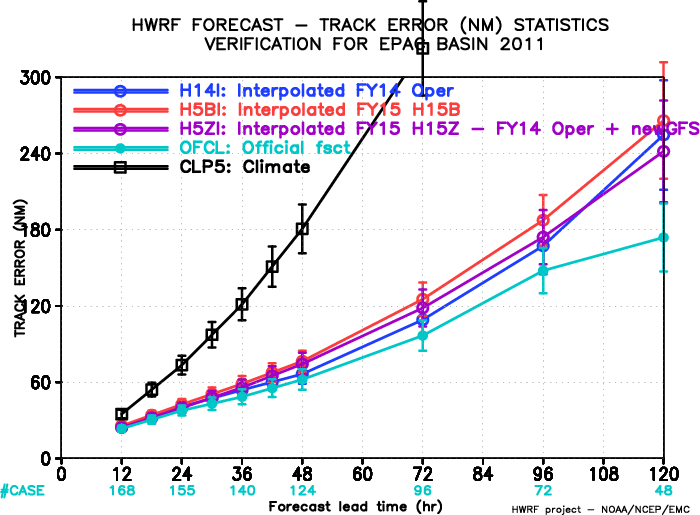 HWRF FORECAST – TRACK ERROR (NM) STATISTICS
VERIFICATION FOR EPAC BASIN 2011
TRACK ERROR (NM)
300
240
180
120
60
0
H14I: Interpolated FY14 Oper
H5BI: Interpolated FY15 H15B
H5ZI: Interpolated FY15 H15Z – FY14 Oper + newGFS
OFCL: Official fsct
CLP5: Climate
0 12 24 36 48 60 72 84 96 108 120
#CASE 168 155 140 124 96 72 48
Forecast lead time (hr)
HWRF project – NOAA/NCEP/EMC